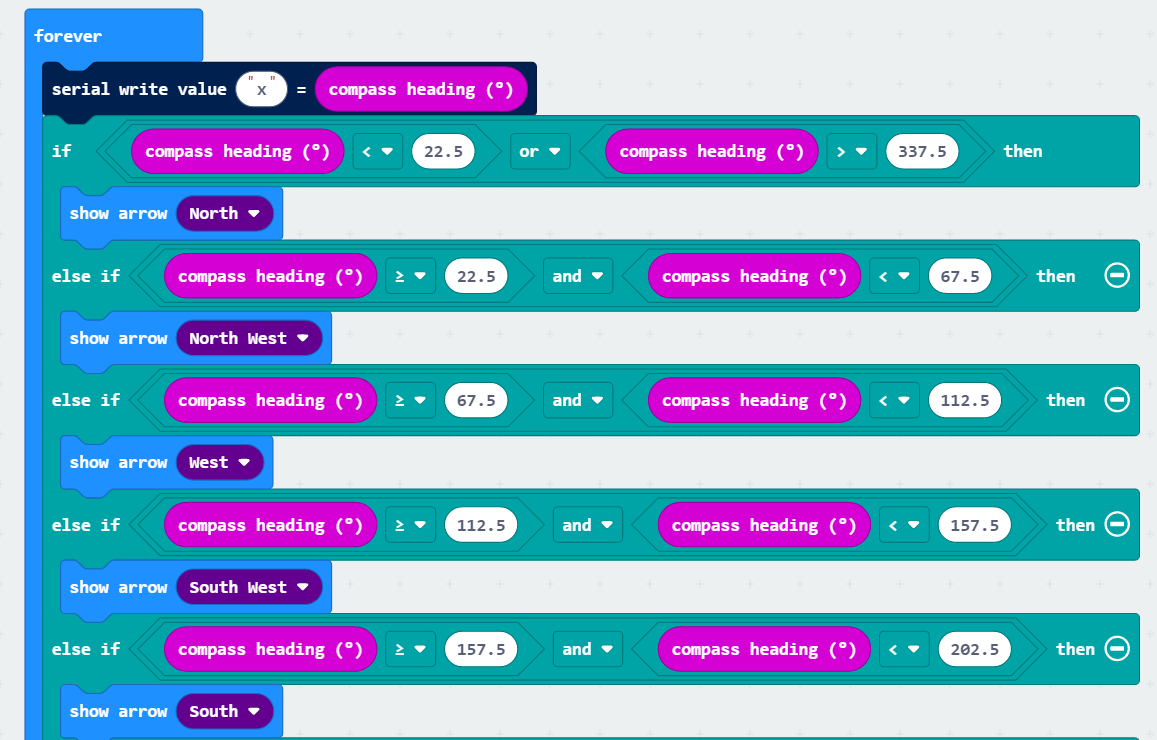 forever
serial write value "x" = compass heading (°)
if compass heading (°) < 22.5 or compass heading (°) > 337.5 then
show arrow North
else if compass heading (°) ≥ 22.5 and compass heading (°) < 67.5 then
show arrow North West
else if compass heading (°) ≥ 67.5 and compass heading (°) < 112.5 then
show arrow West
else if compass heading (°) ≥ 112.5 and compass heading (°) < 157.5 then
show arrow South West
else if compass heading (°) ≥ 157.5 and compass heading (°) < 202.5 then
show arrow South